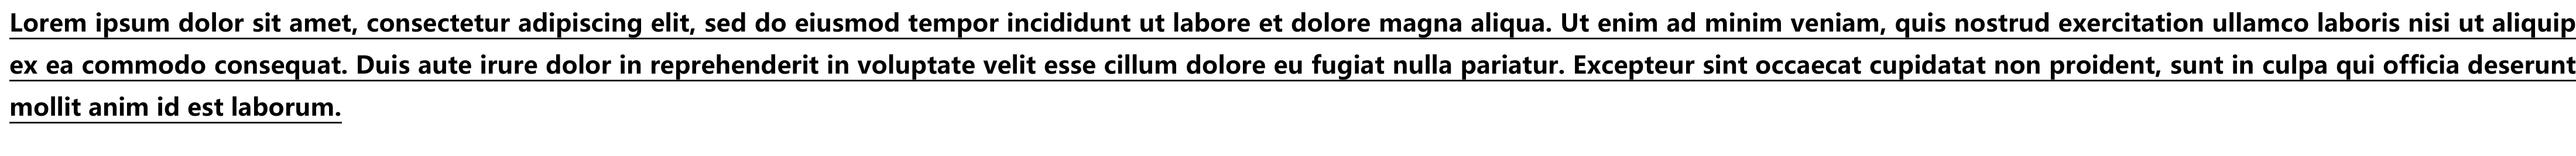 Lorem ipsum dolor sit amet, consectetur adipiscing elit, sed do eiusmod tempor incididunt ut labore et dolore magna aliqua. Ut enim ad minim veniam, quis nostrud exercitation ullamco laboris nisi ut aliquip
ex ea commodo consequat. Duis aute irure dolor in reprehenderit in voluptate velit esse cillum dolore eu fugiat nulla pariatur. Excepteur sint occaecat cupidatat non proident, sunt in culpa qui officia deserunt
mollit anim id est laborum.